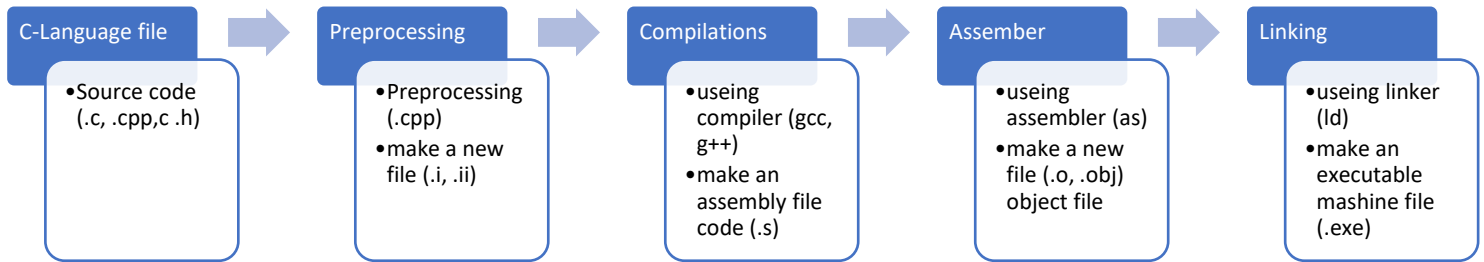 C-Language file
•Source code
(.c, .cpp,c .h)
Preprocessing
•Preprocessing
(.cpp)
•make a new
file (.i, .ii)
Compilations
•useing
compiler (gcc,
g++)
•make an
assembly file
code (.s)
Assember
•useing
assembler (as)
•make a new
file (.o, .obj)
object file
Linking
•useing linker
(ld)
•make an
executable
mashine file
(.exe)